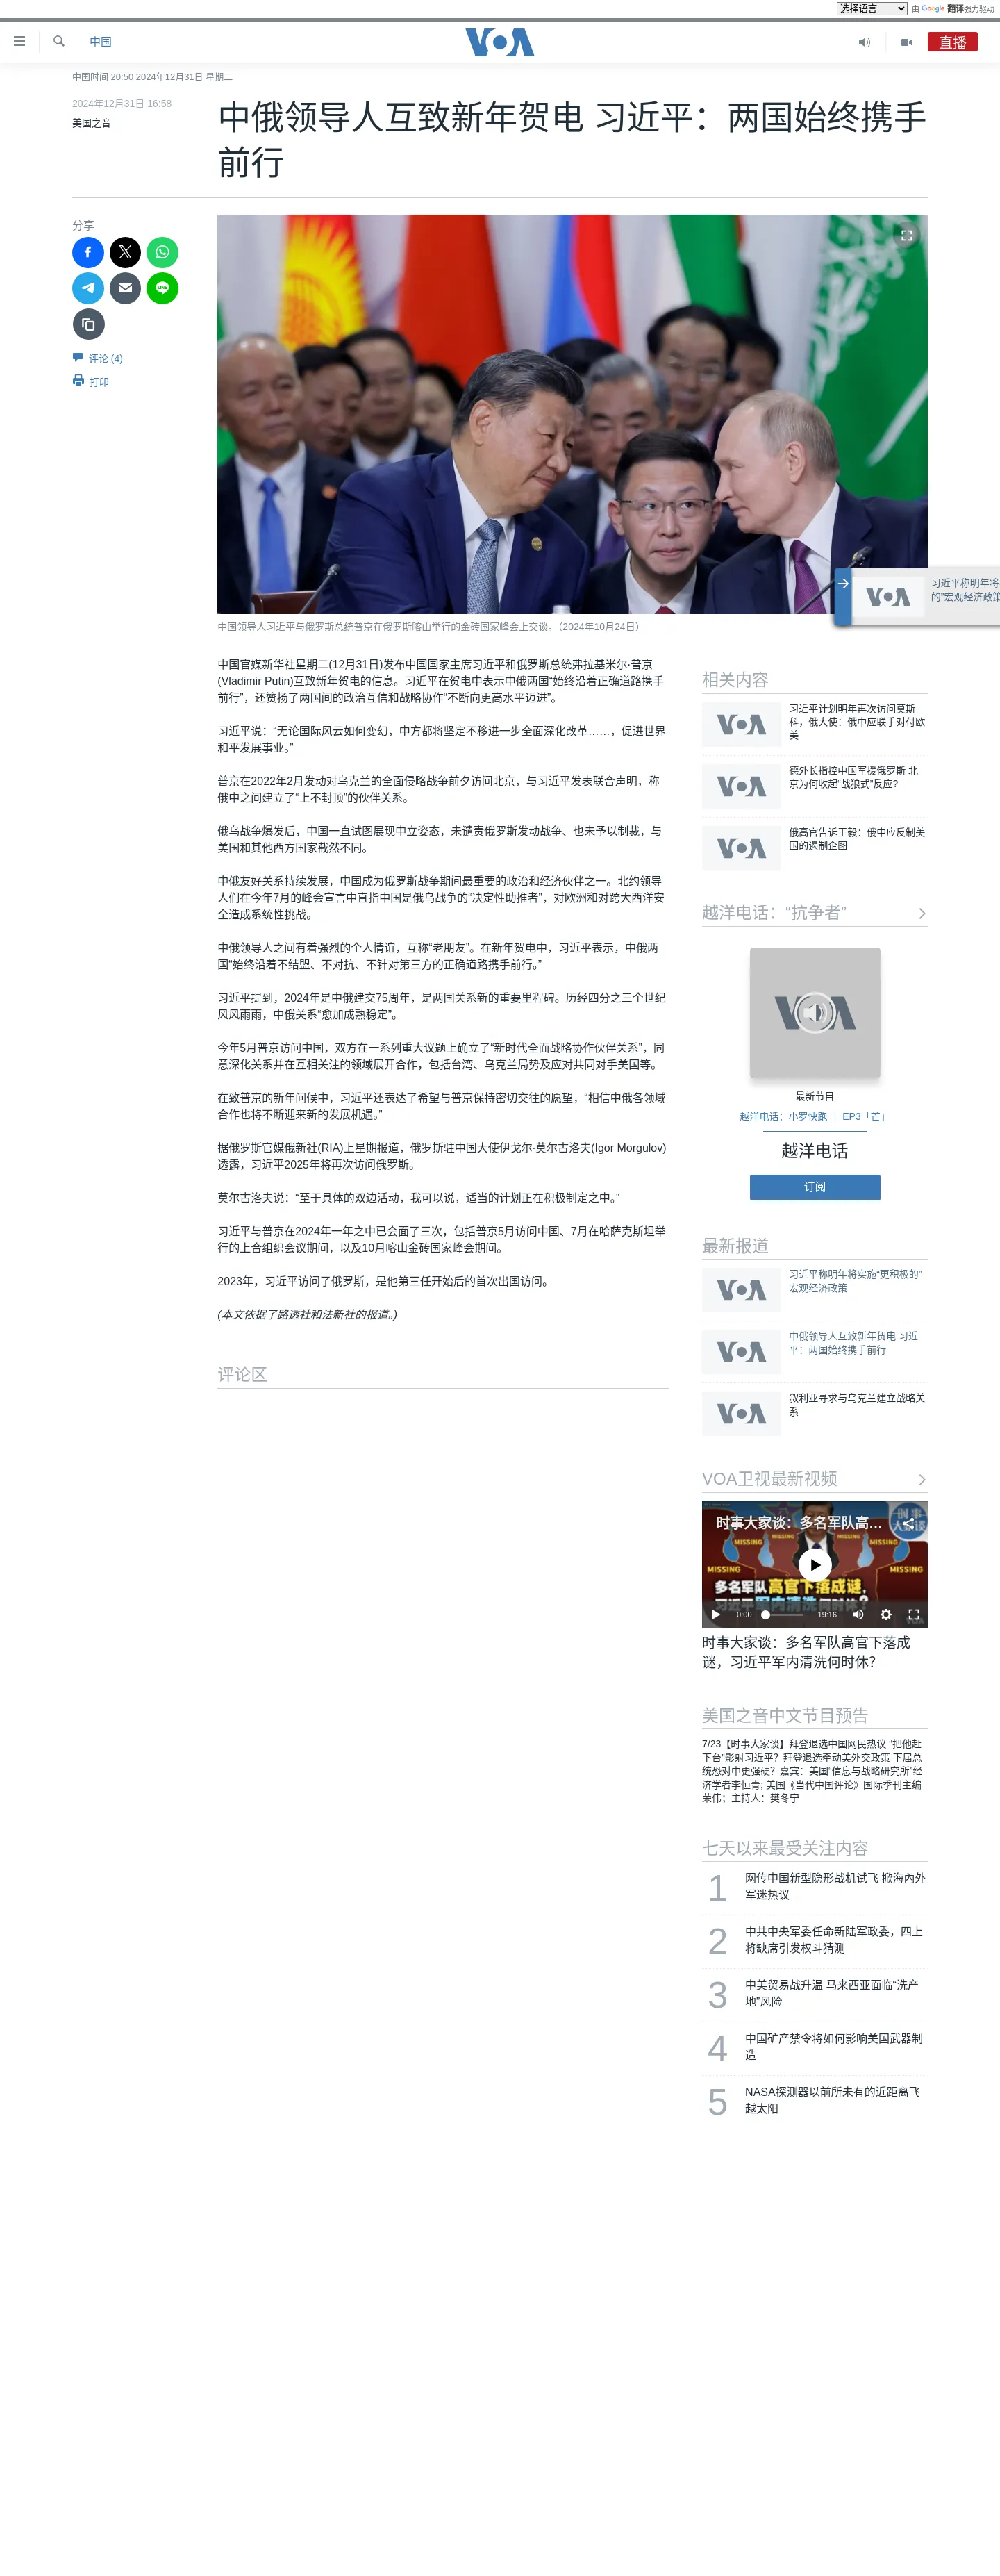 选择语言
由 Google 翻译强力驱动
中国
VOA
直播
中国时间 20:50 2024年12月31日 星期二
2024年12月31日 16:58
美国之音
中俄领导人互致新年贺电 习近平：两国始终携手
前行
分享
评论 (4)
打印
中国领导人习近平与俄罗斯总统普京在俄罗斯喀山举行的金砖国家峰会上交谈。（2024年10月24日）
VOA
习近平称明年将
的“宏观经济政策
中国官媒新华社星期二(12月31日)发布中国国家主席习近平和俄罗斯总统弗拉基米尔·普京
(Vladimir Putin)互致新年贺电的信息。习近平在贺电中表示中俄两国“始终沿着正确道路携手
前行”，还赞扬了两国间的政治互信和战略协作“不断向更高水平迈进”。
习近平说：“无论国际风云如何变幻，中方都将坚定不移进一步全面深化改革……，促进世界
和平发展事业。”
普京在2022年2月发动对乌克兰的全面侵略战争前夕访问北京，与习近平发表联合声明，称
俄中之间建立了“上不封顶”的伙伴关系。
俄乌战争爆发后，中国一直试图展现中立姿态，未谴责俄罗斯发动战争、也未予以制裁，与
美国和其他西方国家截然不同。
中俄友好关系持续发展，中国成为俄罗斯战争期间最重要的政治和经济伙伴之一。北约领导
人们在今年7月的峰会宣言中直指中国是俄乌战争的“决定性助推者”，对欧洲和对跨大西洋安
全造成系统性挑战。
中俄领导人之间有着强烈的个人情谊，互称“老朋友”。在新年贺电中，习近平表示，中俄两
国“始终沿着不结盟、不对抗、不针对第三方的正确道路携手前行。”
习近平提到，2024年是中俄建交75周年，是两国关系新的重要里程碑。历经四分之三个世纪
风风雨雨，中俄关系“愈加成熟稳定”。
今年5月普京访问中国，双方在一系列重大议题上确立了“新时代全面战略协作伙伴关系”，同
意深化关系并在互相关注的领域展开合作，包括台湾、乌克兰局势及应对共同对手美国等。
在致普京的新年问候中，习近平还表达了希望与普京保持密切交往的愿望，“相信中俄各领域
合作也将不断迎来新的发展机遇。”
据俄罗斯官媒俄新社(RIA)上星期报道，俄罗斯驻中国大使伊戈尔·莫尔古洛夫(Igor Morgulov)
透露，习近平2025年将再次访问俄罗斯。
莫尔古洛夫说：“至于具体的双边活动，我可以说，适当的计划正在积极制定之中。”
习近平与普京在2024年一年之中已会面了三次，包括普京5月访问中国、7月在哈萨克斯坦举
行的上合组织会议期间，以及10月喀山金砖国家峰会期间。
2023年，习近平访问了俄罗斯，是他第三任开始后的首次出国访问。
(本文依据了路透社和法新社的报道。)
评论区
相关内容
VOA
习近平计划明年再次访问莫斯
科，俄大使：俄中应联手对付欧
美
VOA
德外长指控中国军援俄罗斯 北
京为何收起“战狼式”反应?
VOA
俄高官告诉王毅：俄中应反制美
国的遏制企图
越洋电话：“抗争者”
VOA
最新节目
越洋电话：小罗快跑 ｜ EP3「芒」
越洋电话
订阅
最新报道
VOA
习近平称明年将实施“更积极的”
宏观经济政策
VOA
中俄领导人互致新年贺电 习近
平：两国始终携手前行
VOA
叙利亚寻求与乌克兰建立战略关
系
VOA卫视最新视频
时事大家谈：多名军队高…
时事
大家谈
MISSING
MISSING
MISSING
MISSING
MISSING
MISSING
多名军队高官下落成谜，
习近平军内清洗何时休?
0:00
19:16
VOA
时事大家谈：多名军队高官下落成
谜，习近平军内清洗何时休？
美国之音中文节目预告
7/23【时事大家谈】拜登退选中国网民热议 “把他赶
下台”影射习近平？拜登退选牵动美外交政策 下届总
统恐对中更强硬？嘉宾：美国“信息与战略研究所”经
济学者李恒青; 美国《当代中国评论》国际季刊主编
荣伟；主持人：樊冬宁
七天以来最受关注内容
1
网传中国新型隐形战机试飞 掀海內外
军迷热议
2
中共中央军委任命新陆军政委，四上
将缺席引发权斗猜测
3
中美贸易战升温 马来西亚面临“洗产
地”风险
4
中国矿产禁令将如何影响美国武器制
造
5
NASA探测器以前所未有的近距离飞
越太阳